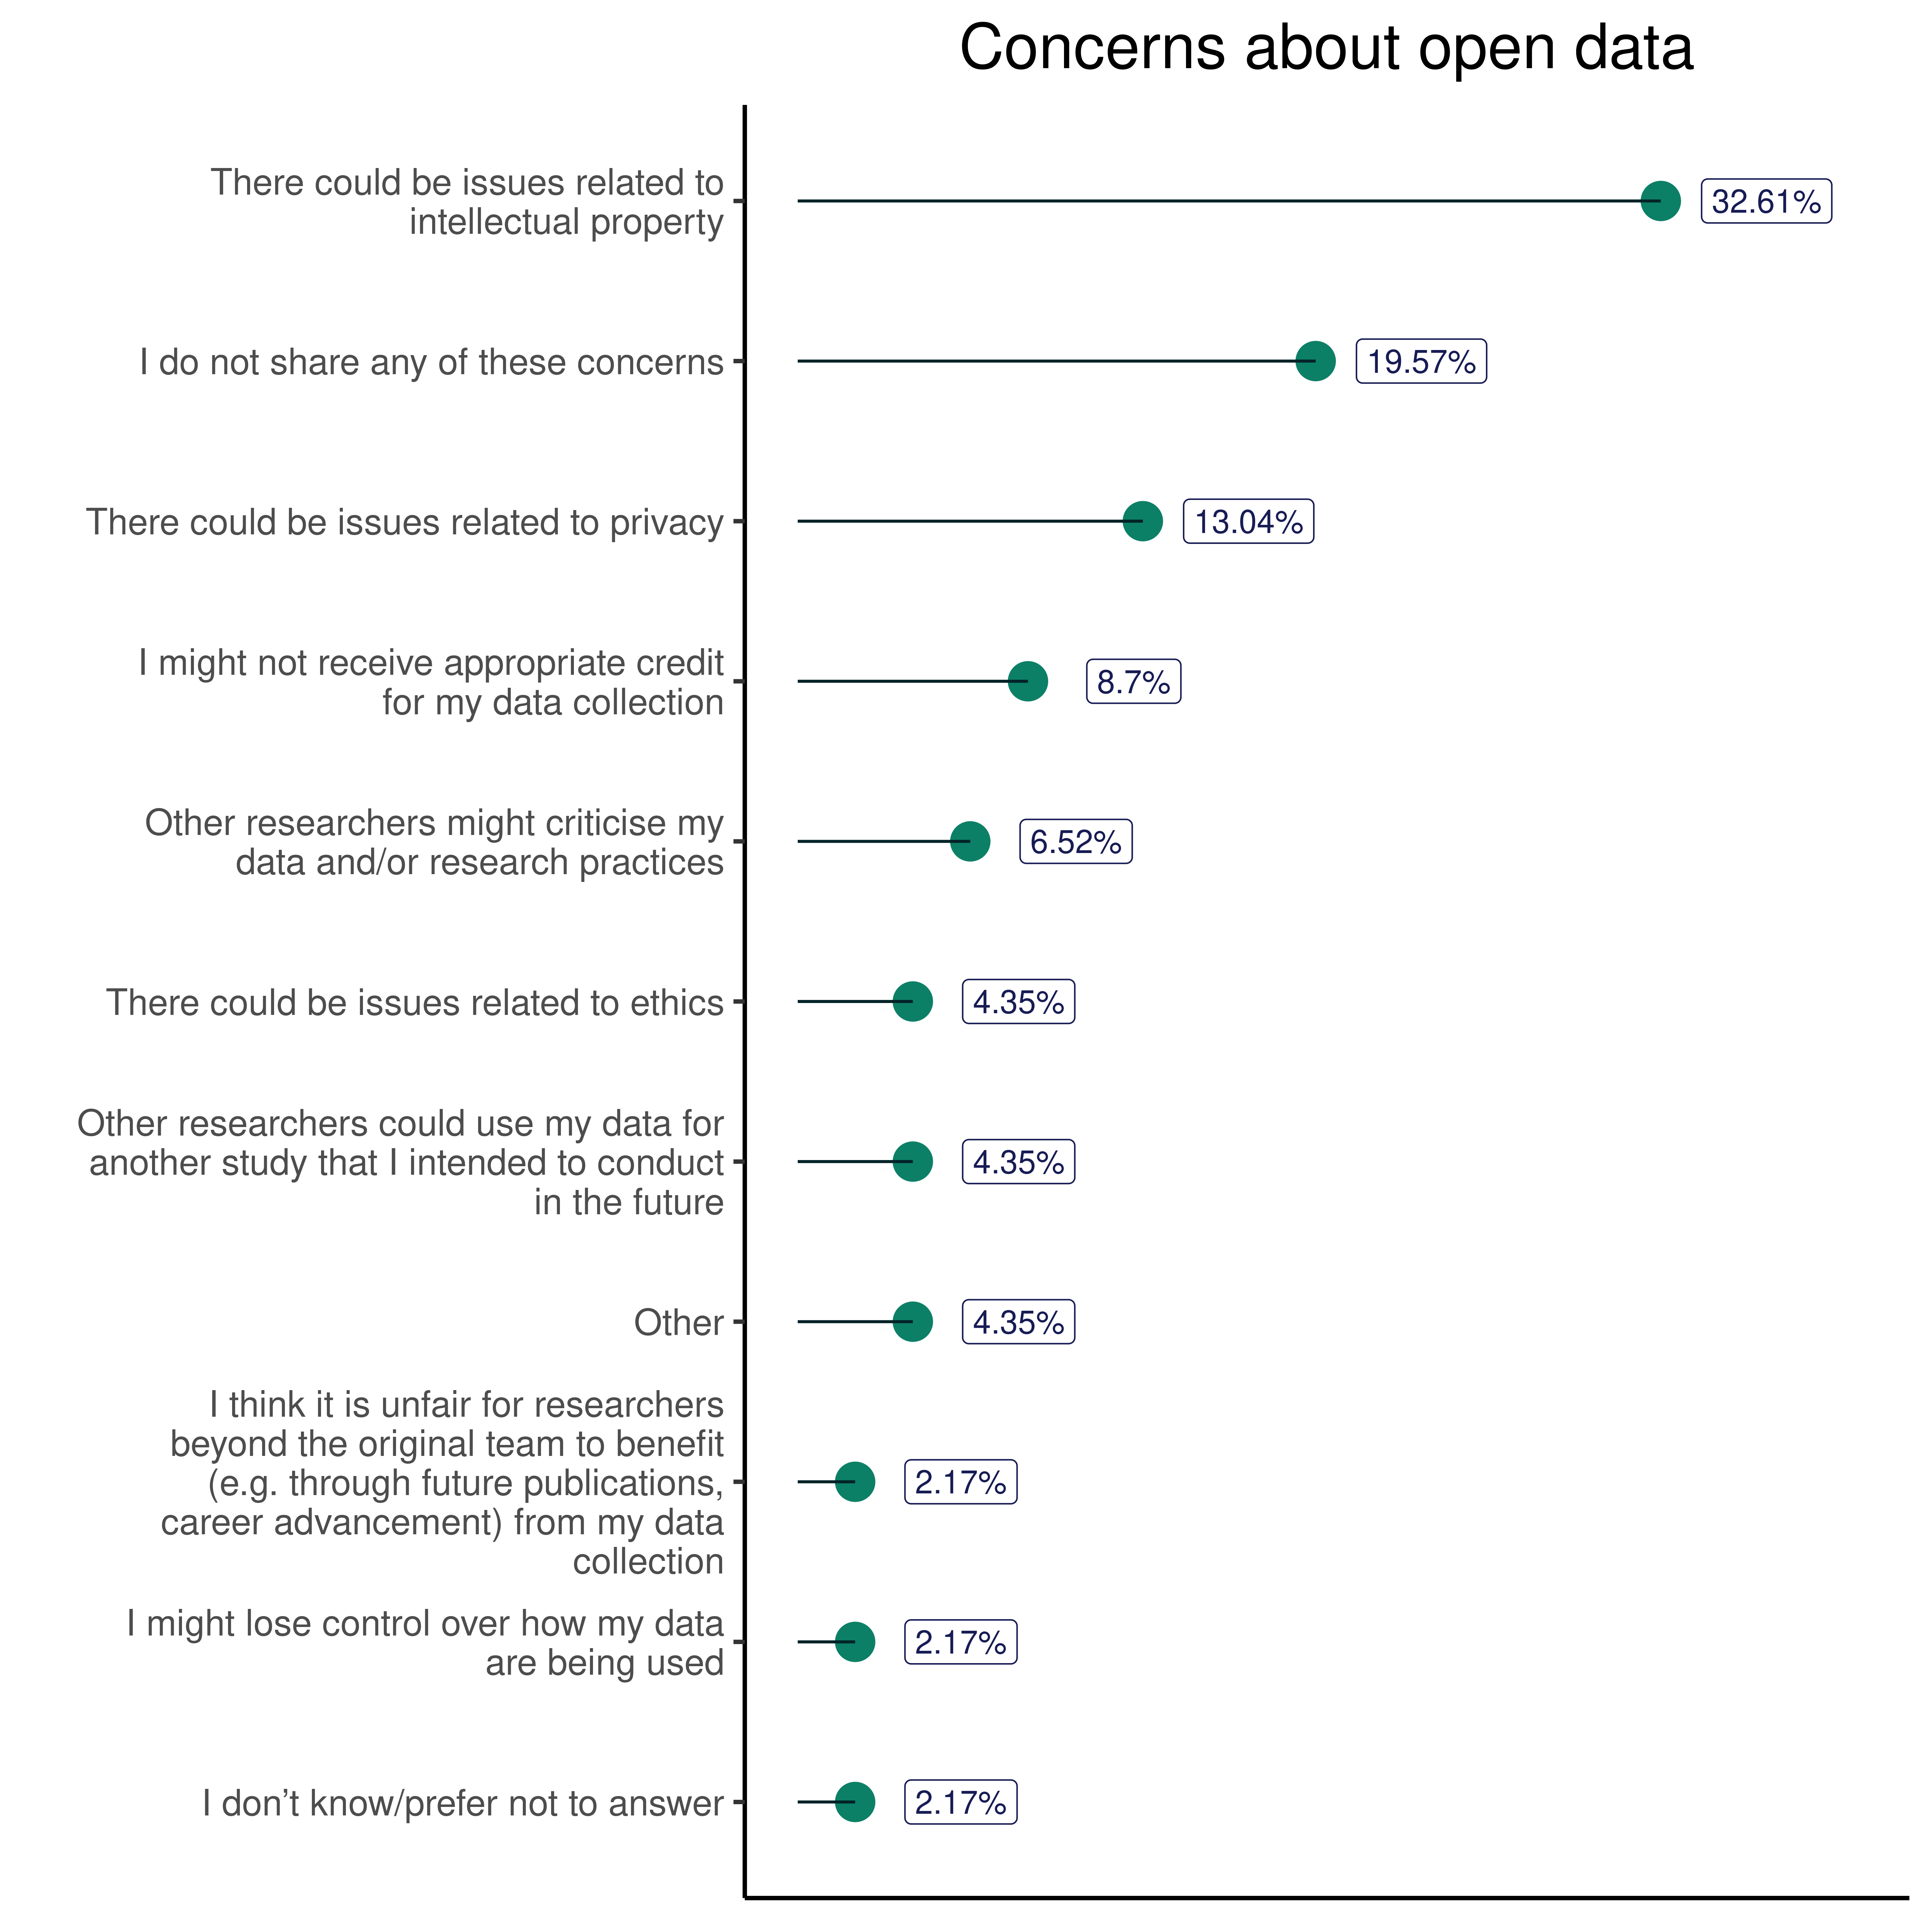 Concerns about open data
There could be issues related to
intellectual property
32.61%
I do not share any of these concerns
19.57%
There could be issues related to privacy
13.04%
I might not receive appropriate credit
for my data collection
8.7%
Other researchers might criticise my
data and/or research practices
6.52%
There could be issues related to ethics
4.35%
Other researchers could use my data for
another study that I intended to conduct
in the future
4.35%
Other
4.35%
I think it is unfair for researchers
beyond the original team to benefit
(e.g. through future publications,
career advancement) from my data
collection
2.17%
I might lose control over how my data
are being used
2.17%
I don’t know/prefer not to answer
2.17%